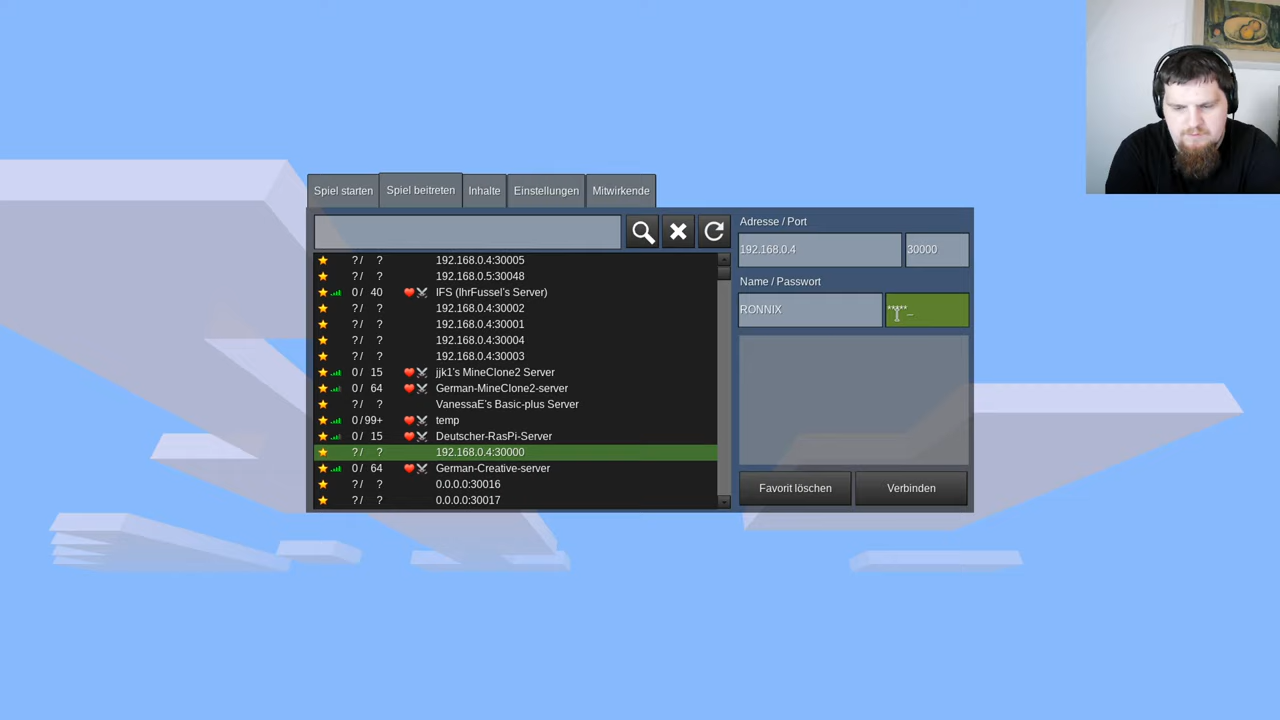 Spiel starten Spiel beitreten Inhalte Einstellungen Mitwirkende
Adresse / Port
192.168.0.4 30000
Name / Passwort
RONNIX *****_
? / ? 192.168.0.4:30005
? / ? 192.168.0.5:30048
0 / 40 IFS (IhrFussel's Server)
? / ? 192.168.0.4:30002
? / ? 192.168.0.4:30001
? / ? 192.168.0.4:30004
? / ? 192.168.0.4:30003
0 / 15 jjk1's MineClone2 Server
0 / 64 German-MineClone2-server
? / ? VanessaE's Basic-plus Server
0 / 99+ temp
0 / 15 Deutscher-RasPi-Server
? / ? 192.168.0.4:30000
0 / 64 German-Creative-server
? / ? 0.0.0.0:30016
? / ? 0.0.0.0:30017
Favorit löschen Verbinden